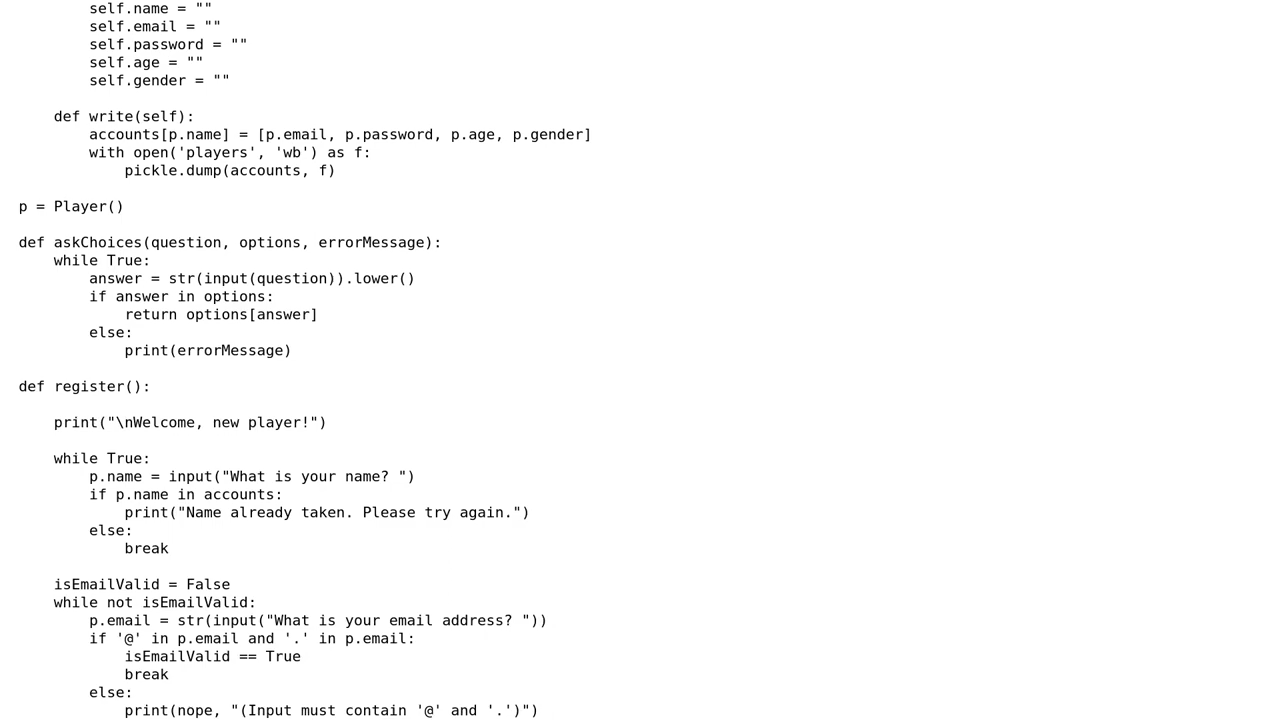 self.name = ""
self.email = ""
self.password = ""
self.age = ""
self.gender = ""
def write(self):
accounts[p.name] = [p.email, p.password, p.age, p.gender]
with open('players', 'wb') as f:
pickle.dump(accounts, f)
p = Player()
def askChoices(question, options, errorMessage):
while True:
answer = str(input(question)).lower()
if answer in options:
return options[answer]
else:
print(errorMessage)
def register():
print("\nWelcome, new player!")
while True:
p.name = input("What is your name? ")
if p.name in accounts:
print("Name already taken. Please try again.")
else:
break
isEmailValid = False
while not isEmailValid:
p.email = str(input("What is your email address? "))
if '@' in p.email and '.' in p.email:
isEmailValid == True
break
else:
print(nope, "(Input must contain '@' and '.')")